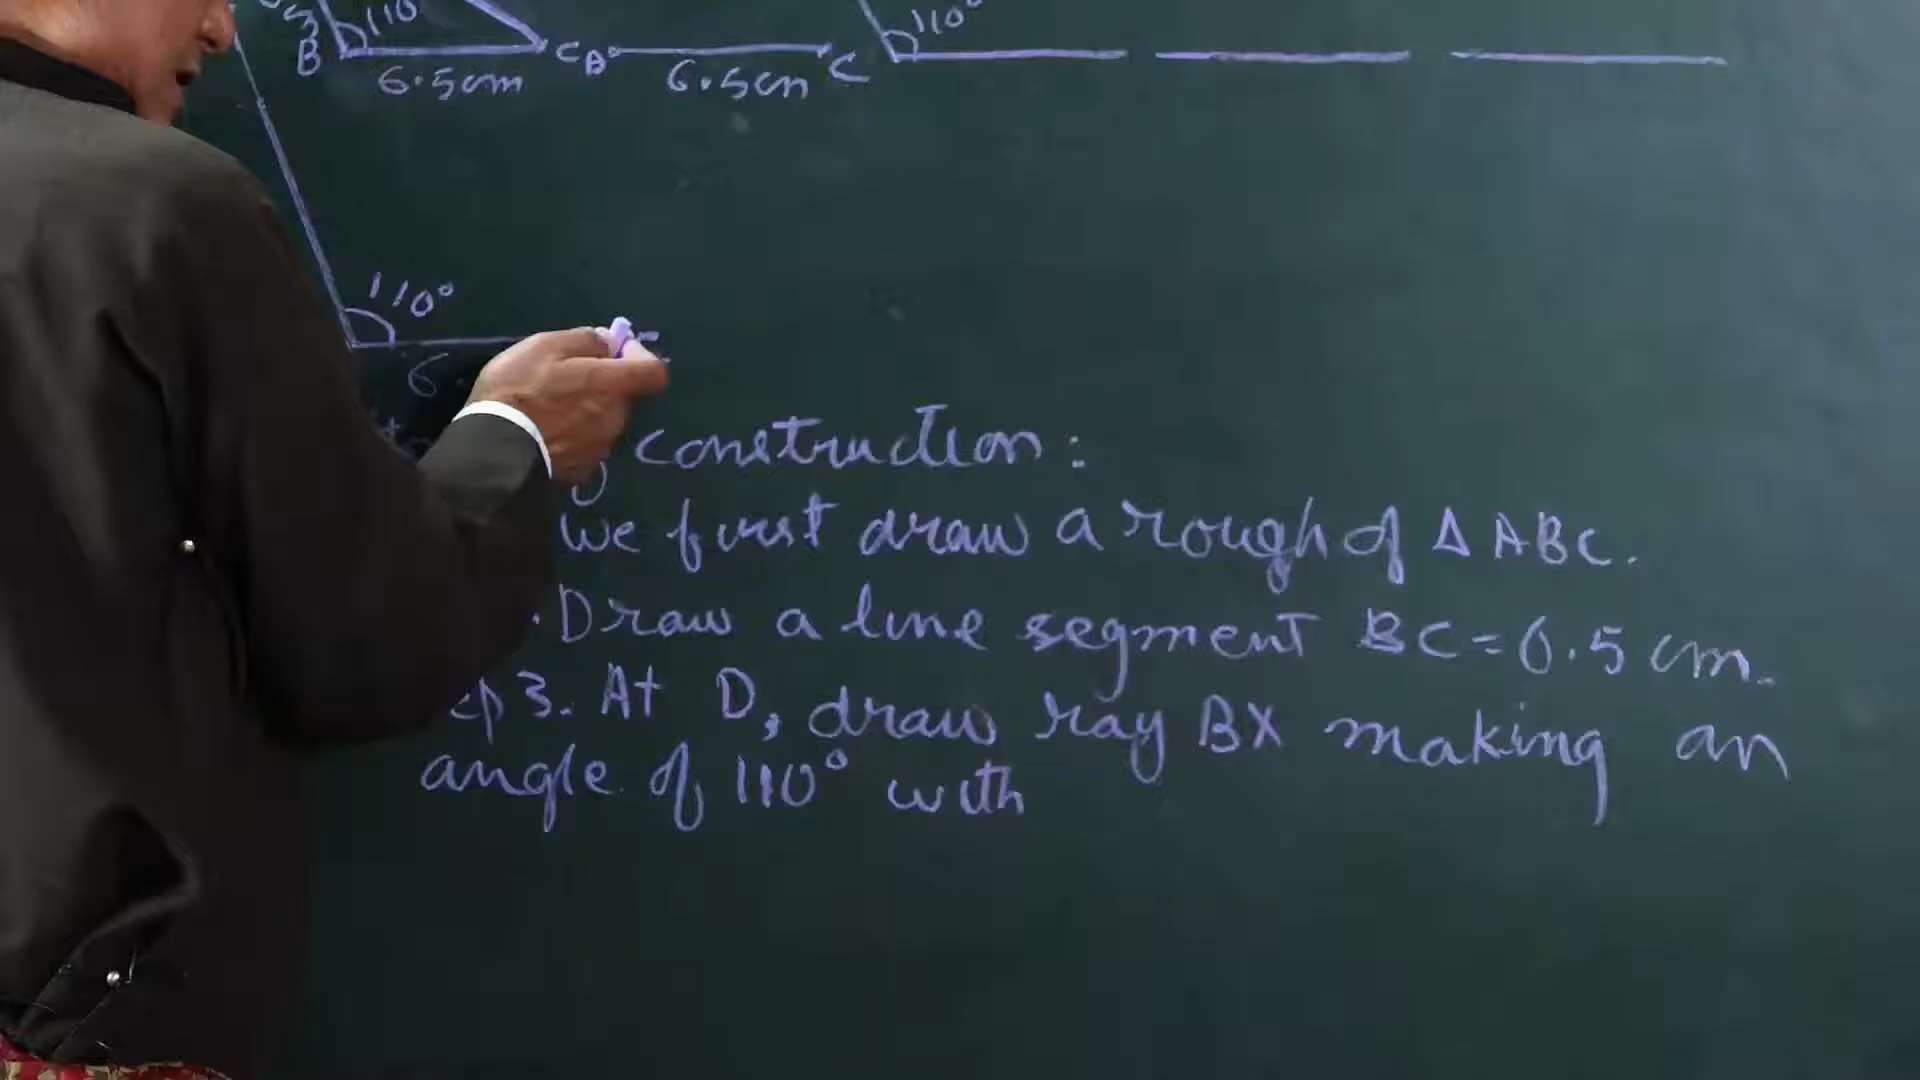 110
110°
B
C
B
C
6.5cm
6.5cm
110°
6.
construction:
We first draw a rough of Δ ABC.
. Draw a line segment BC = 6.5 cm.
ep 3. At D, draw ray BX making an
angle of 110° with